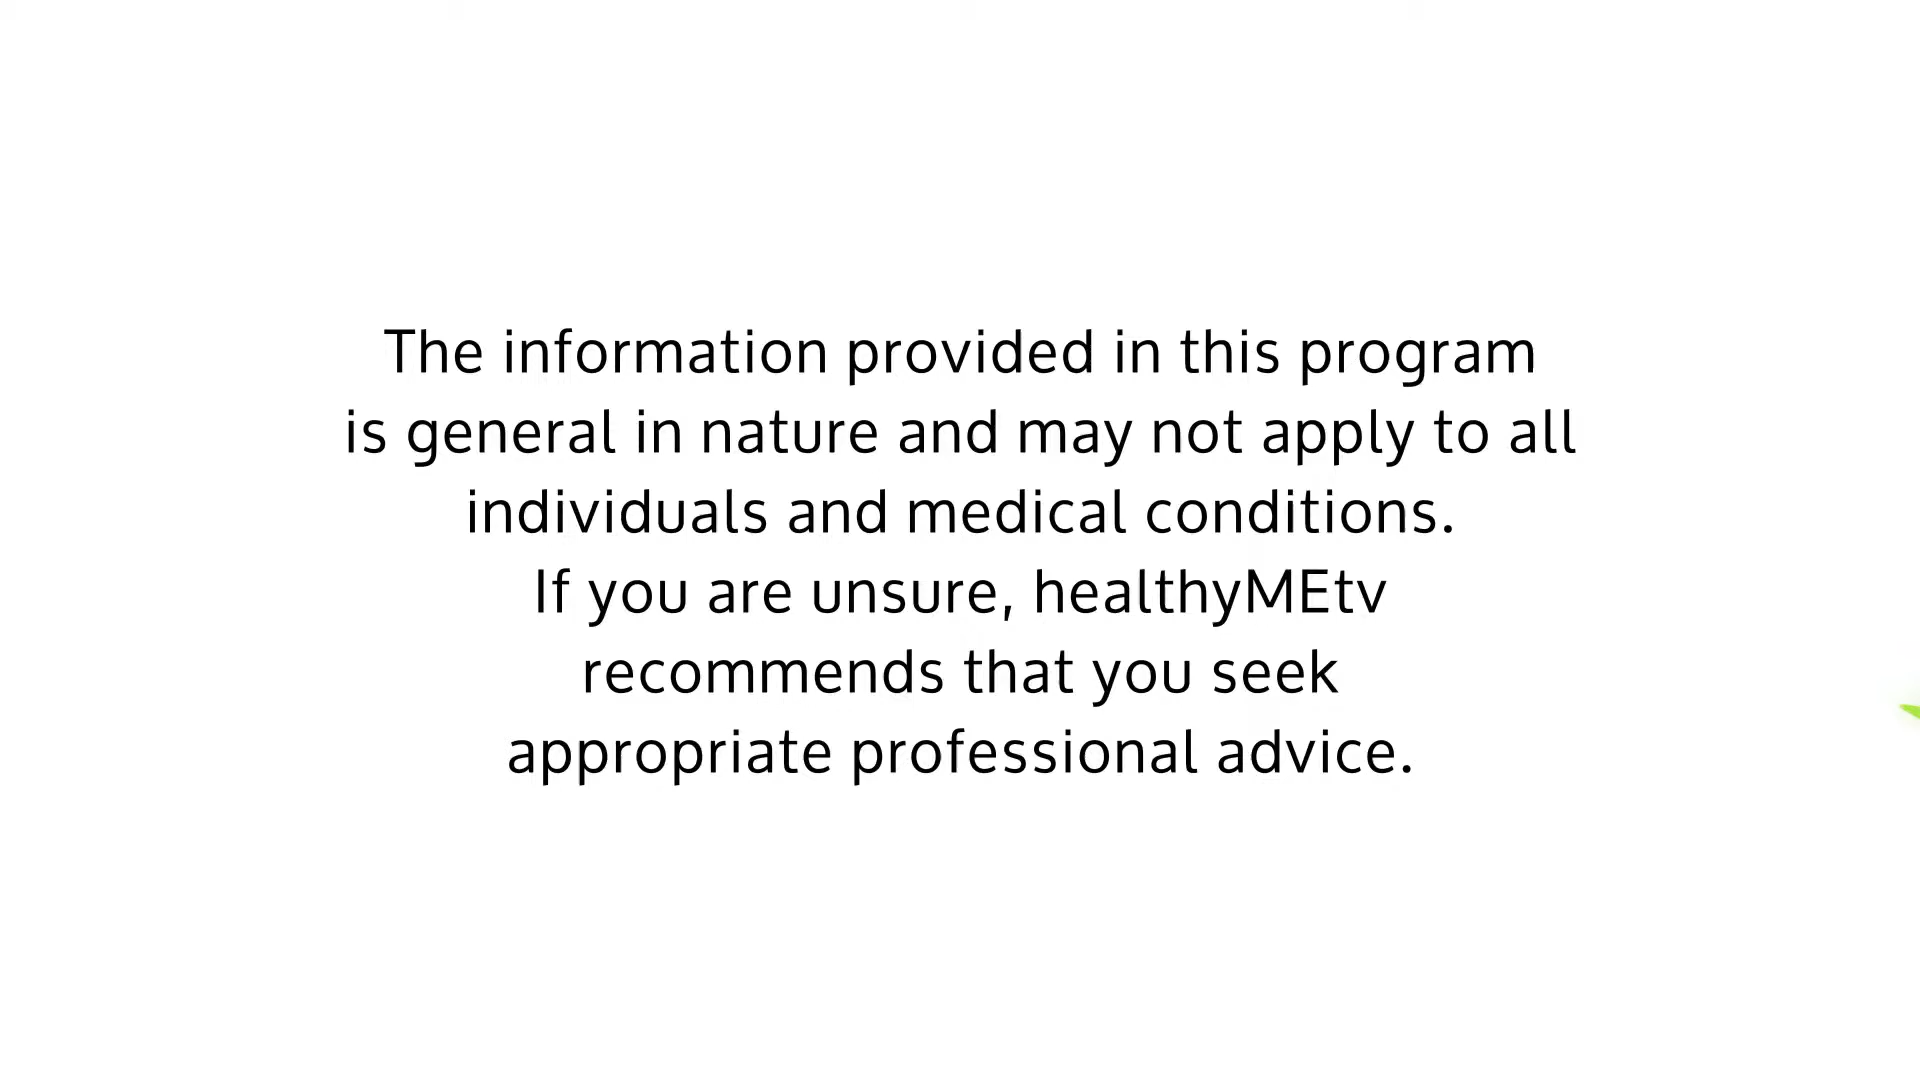 The information provided in this program
is general in nature and may not apply to all
individuals and medical conditions.
If you are unsure, healthyMEtv
recommends that you seek
appropriate professional advice.